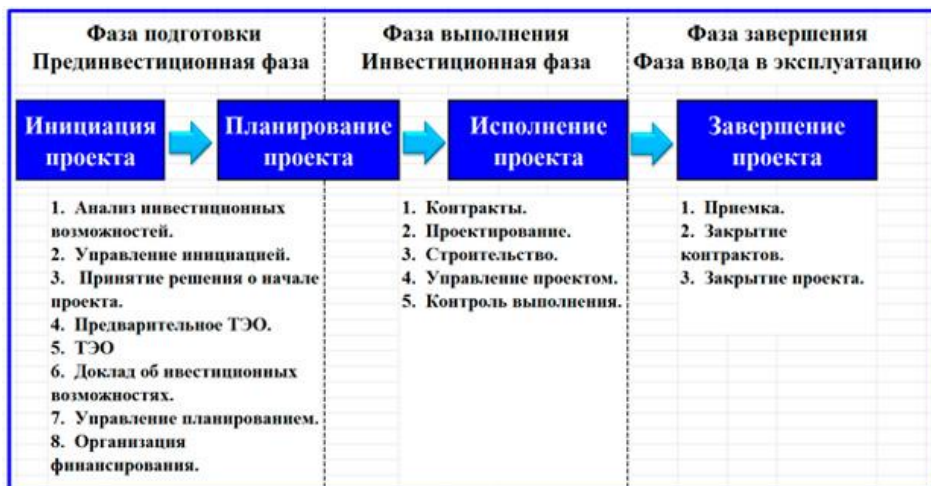 Фаза подготовки
Прединвестиционная фаза
Фаза выполнения
Инвестиционная фаза
Фаза завершения
Фаза ввода в эксплуатацию
Инициация
проекта
Планирование
проекта
Исполнение
проекта
Завершение
проекта
1. Анализ инвестиционных
возможностей.
2. Управление инициацией.
3. Принятие решения о начале
проекта.
4. Предварительное ТЭО.
5. ТЭО
6. Доклад об нвестиционных
возможностях.
7. Управление планированием.
8. Организация
финансирования.
1. Контракты.
2. Проектирование.
3. Строительство.
4. Управление проектом.
5. Контроль выполнения.
1. Приемка.
2. Закрытие
контрактов.
3. Закрытие проекта.